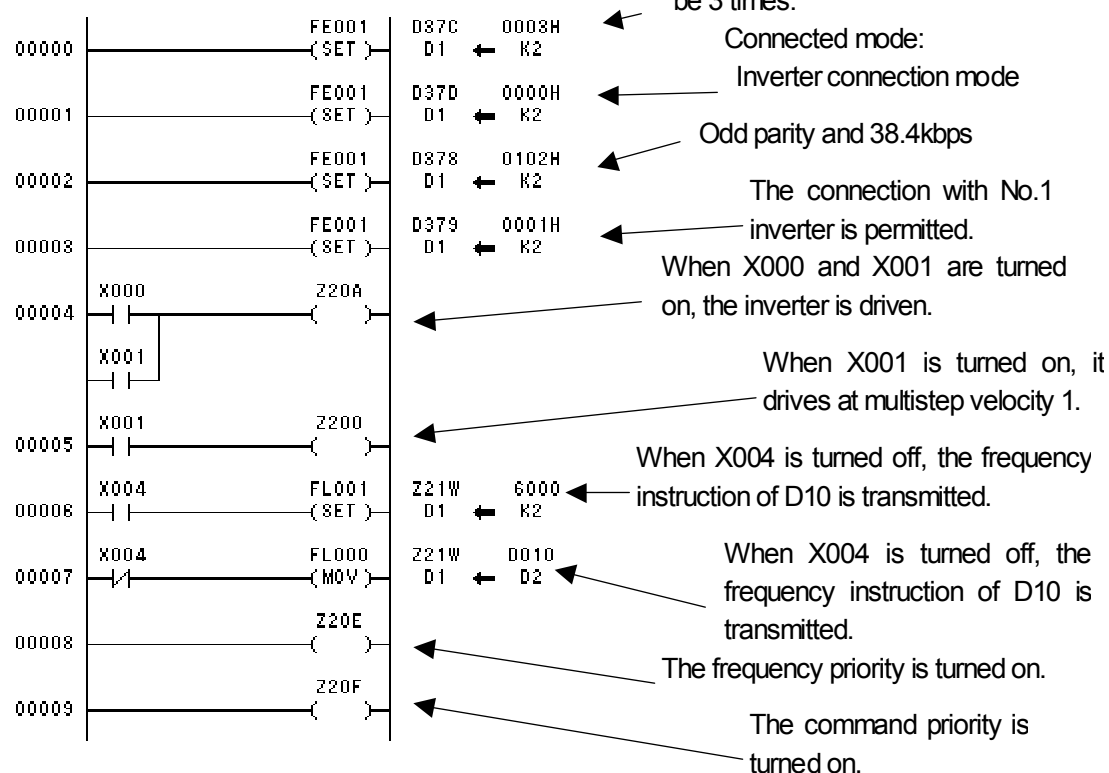 be 3 times.
FE001 D37C 0003H
00000 (SET) D1 ← K2
Connected mode:
Inverter connection mode
FE001 D37D 0000H
00001 (SET) D1 ← K2
Odd parity and 38.4kbps
FE001 D378 0102H
00002 (SET) D1 ← K2
The connection with No.1
inverter is permitted.
FE001 D379 0001H
00003 (SET) D1 ← K2
When X000 and X001 are turned
on, the inverter is driven.
X000 Z20A
00004 ( )
X001
When X001 is turned on, it
drives at multistep velocity 1.
X001 Z200
00005 ( )
When X004 is turned off, the frequency
instruction of D10 is transmitted.
X004 FL001 Z21W 6000
00006 (SET) D1 ← K2
When X004 is turned off, the
frequency instruction of D10 is
transmitted.
X004 FL000 Z21W D010
00007 (MOV) D1 ← D2
Z20E
00008 ( )
The frequency priority is turned on.
Z20F
00009 ( )
The command priority is
turned on.